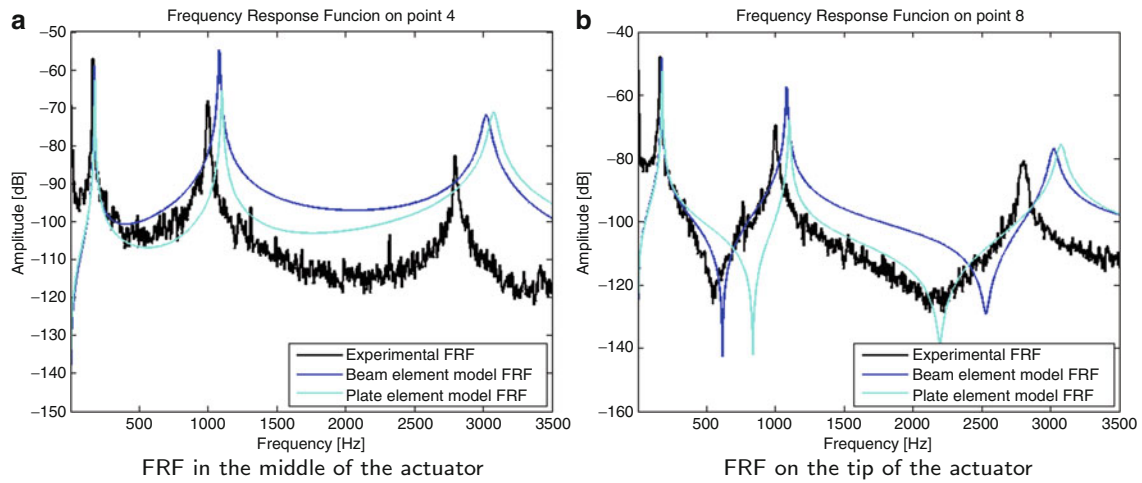 a
Frequency Response Funcion on point 4
−50
−60
−70
−80
−90
−100
−110
−120
−130
−140
−150
Amplitude [dB]
500
1000
1500
2000
2500
3000
3500
Frequency [Hz]
Experimental FRF
Beam element model FRF
Plate element model FRF
FRF in the middle of the actuator
b
Frequency Response Funcion on point 8
−40
−60
−80
−100
−120
−140
−160
Amplitude [dB]
500
1000
1500
2000
2500
3000
3500
Frequency [Hz]
Experimental FRF
Beam element model FRF
Plate element model FRF
FRF on the tip of the actuator